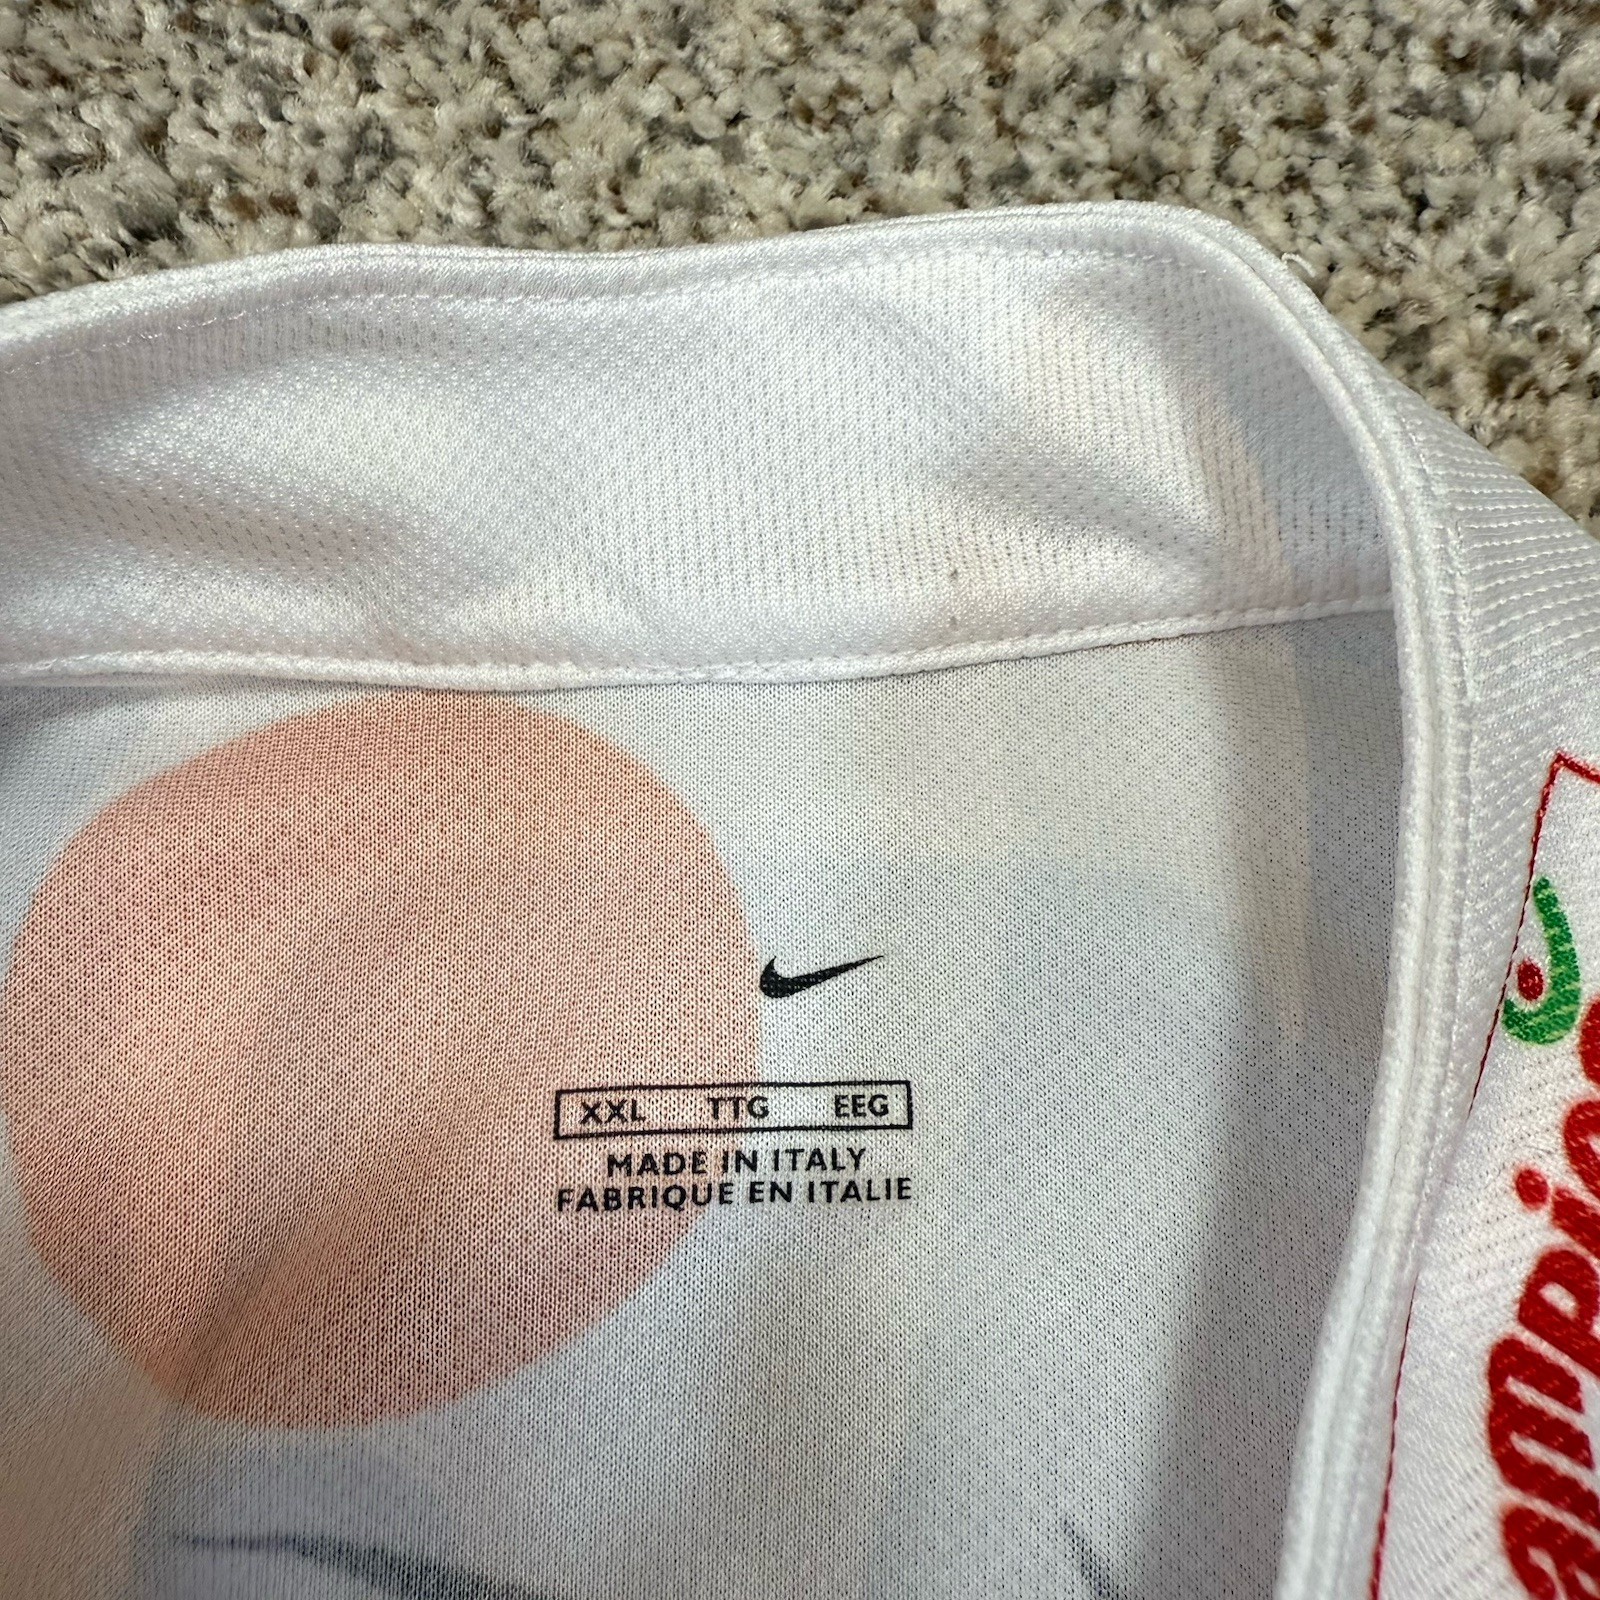 XXL TTG EEG
MADE IN ITALY
FABRIQUE EN ITALIE